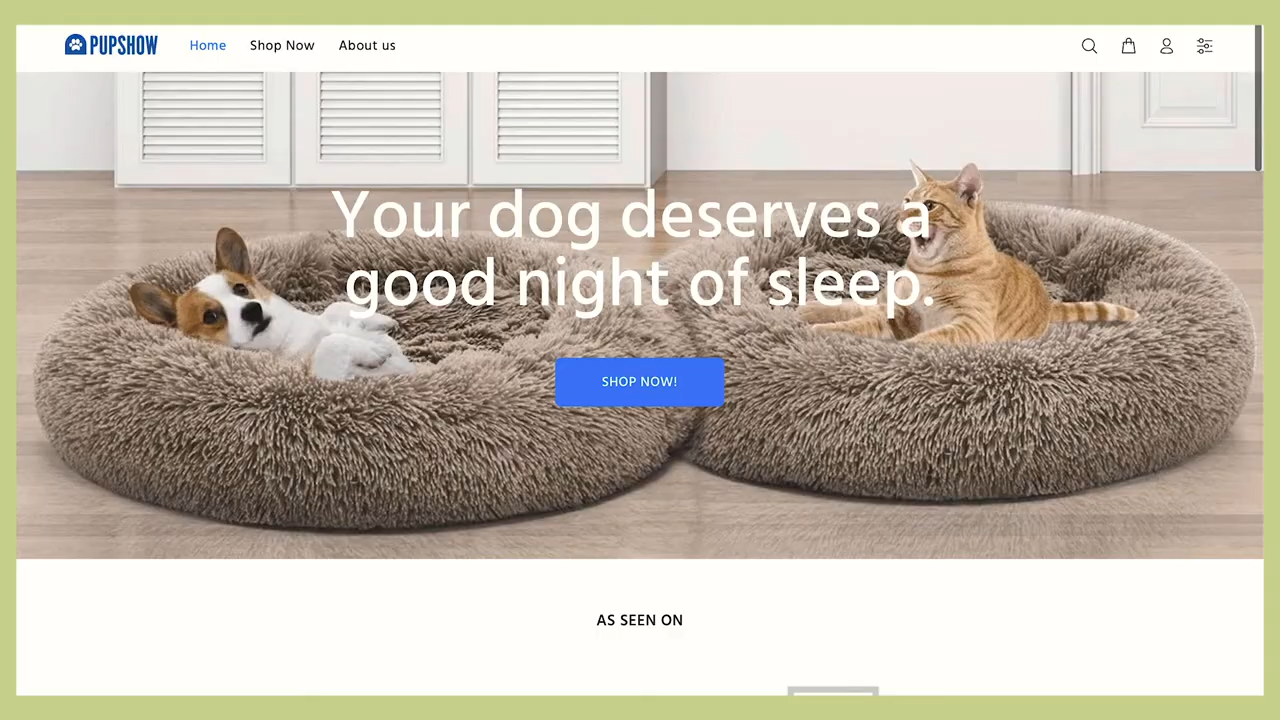 PUPSHOW
Home
Shop Now
About us
Your dog deserves a
good night of sleep.
SHOP NOW!
AS SEEN ON